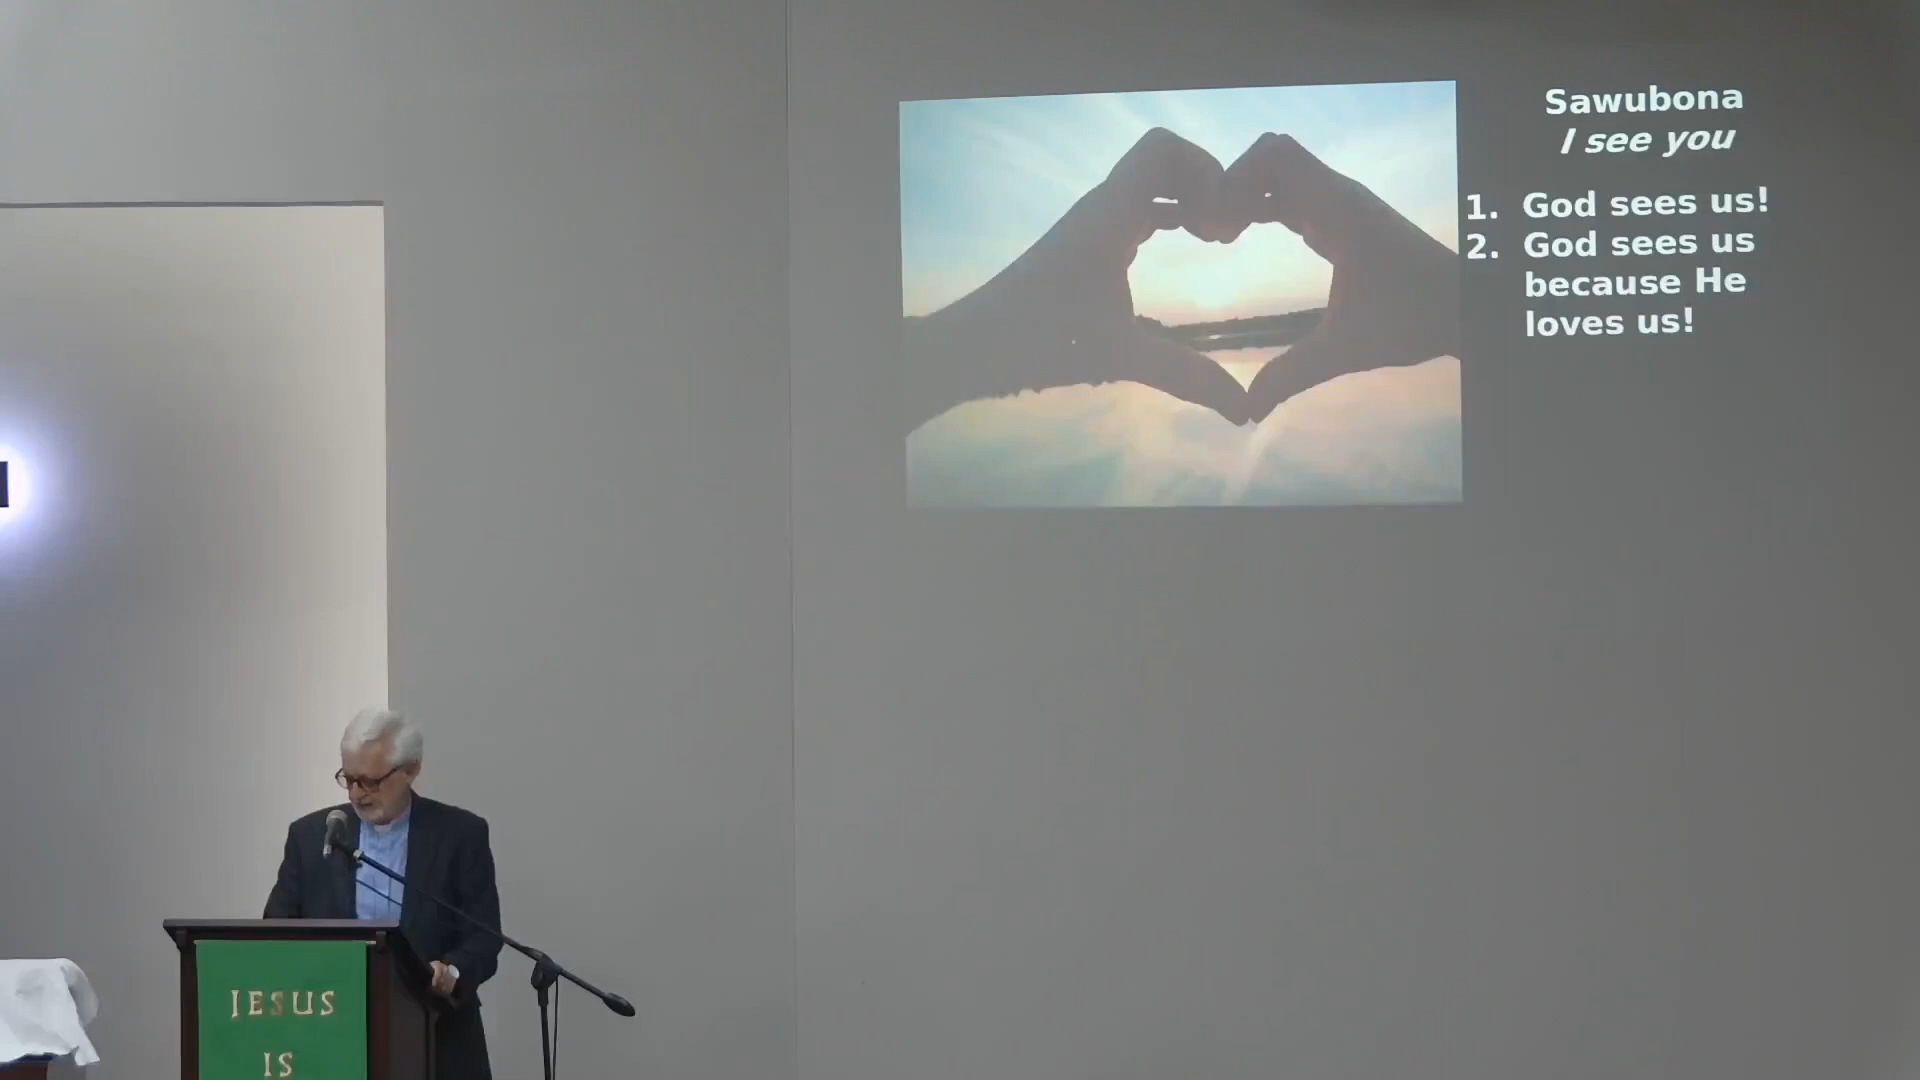 Sawubona
I see you
1. God sees us!
2. God sees us
because He
loves us!
JESUS
IS